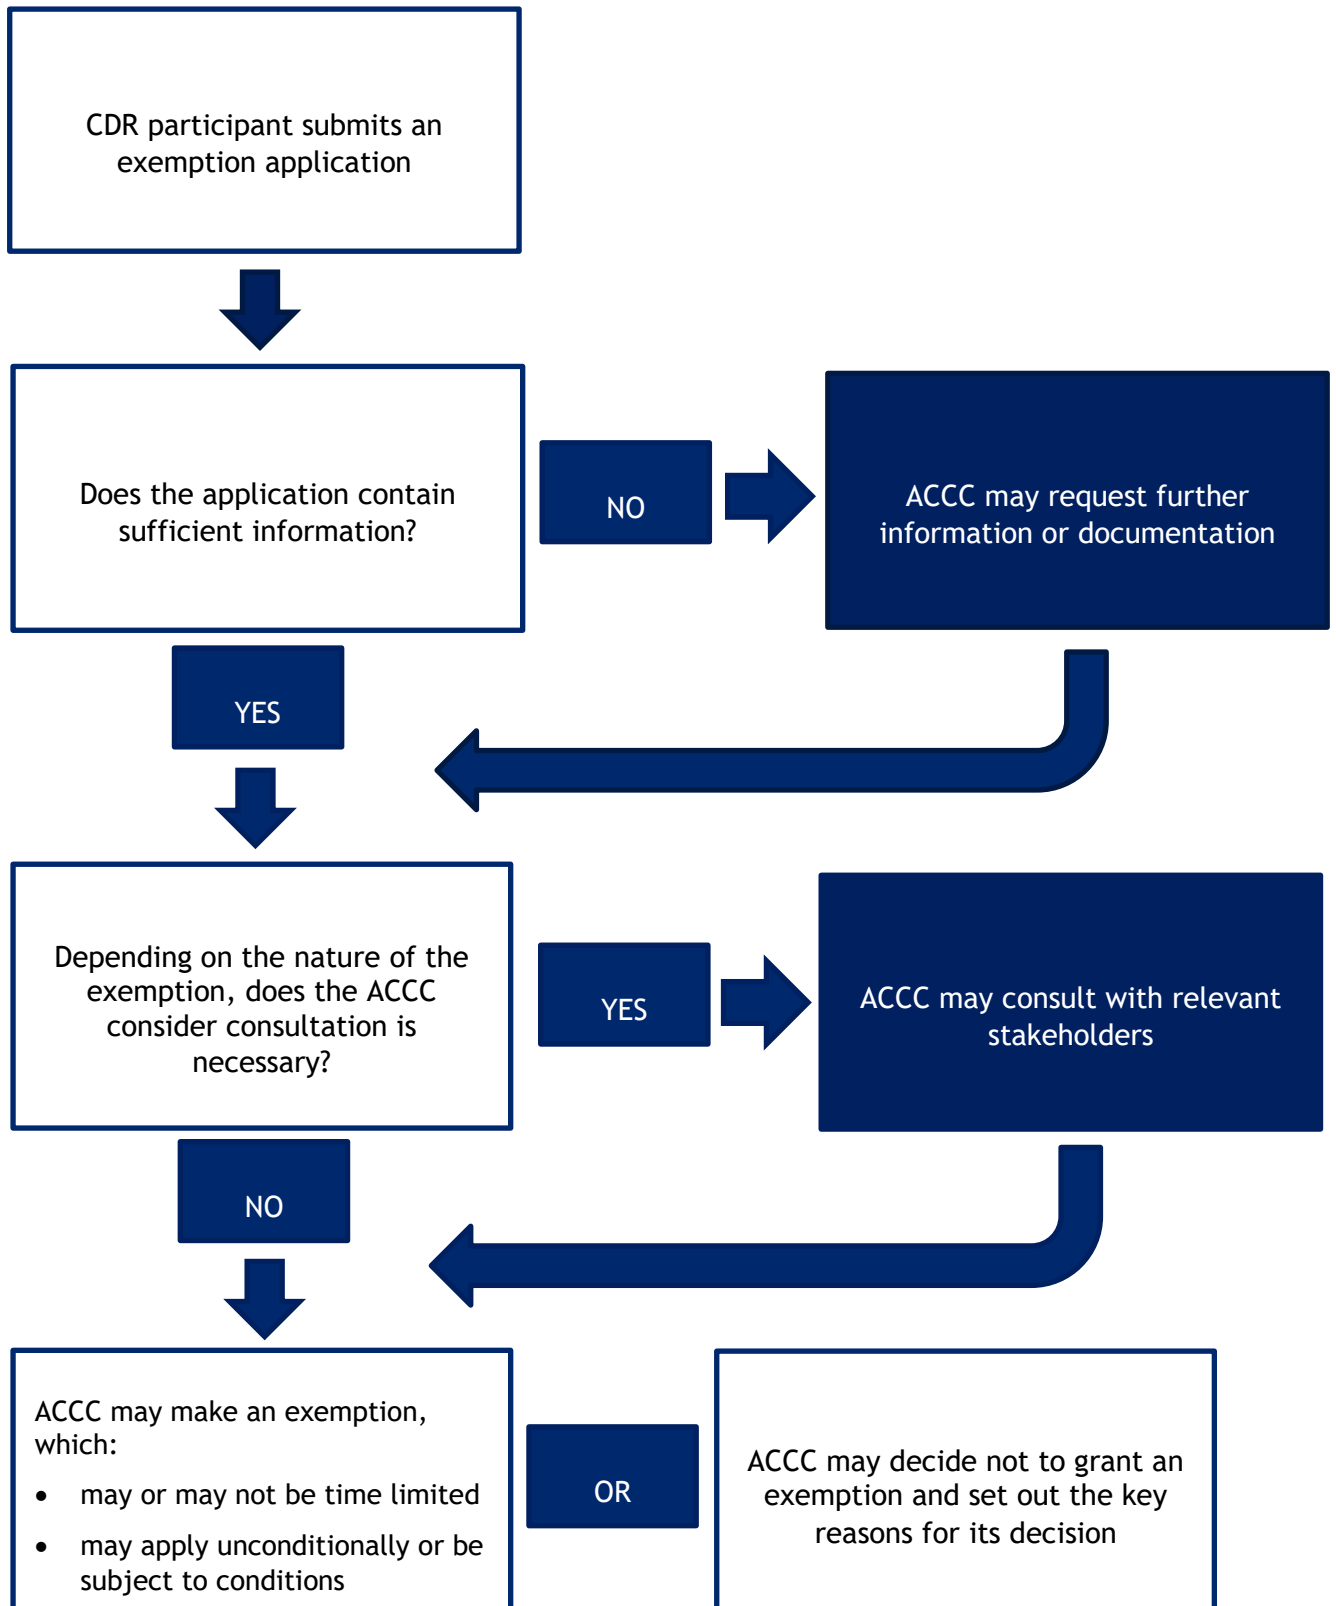 CDR participant submits an
exemption application
Does the application contain
sufficient information?
NO
ACCC may request further
information or documentation
YES
Depending on the nature of the
exemption, does the ACCC
consider consultation is
necessary?
YES
ACCC may consult with relevant
stakeholders
NO
ACCC may make an exemption,
which:
• may or may not be time limited
• may apply unconditionally or be
subject to conditions
OR
ACCC may decide not to grant an
exemption and set out the key
reasons for its decision